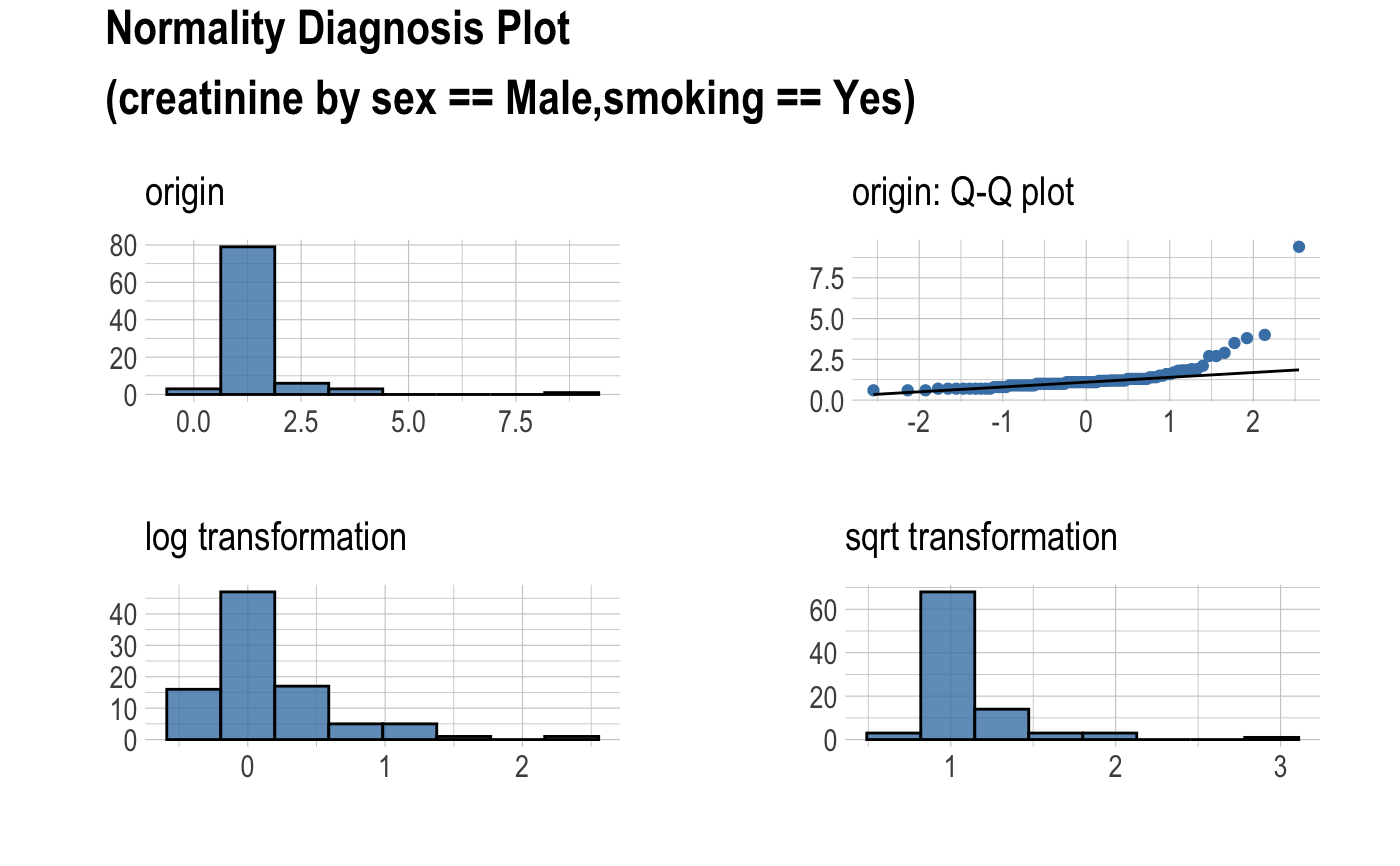 Normality Diagnosis Plot
(creatinine by sex == Male,smoking == Yes)
origin
80
60
40
20
0
0.0 2.5 5.0 7.5
origin: Q-Q plot
7.5
5.0
2.5
0.0
-2 -1 0 1 2
log transformation
40
30
20
10
0
0 1 2
sqrt transformation
60
40
20
0
1 2 3